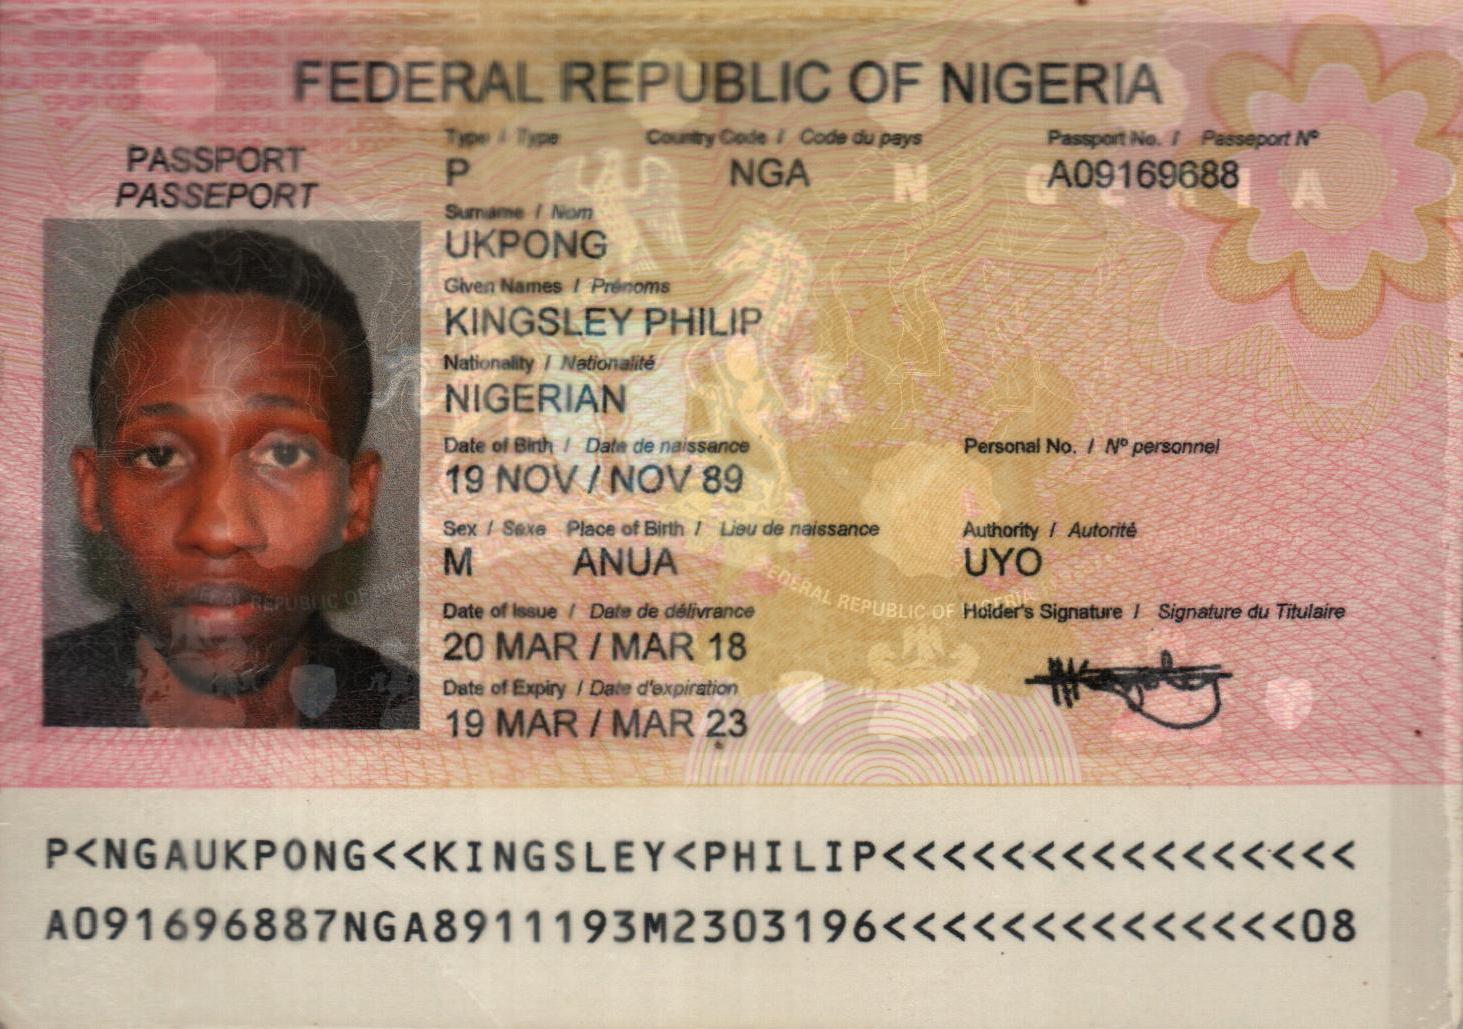 FEDERAL REPUBLIC OF NIGERIA
PASSPORT
PASSEPORT
Type / Type Country Code / Code du pays Passport No. / Passeport Nº
P NGA A09169688
Surname / Nom
UKPONG
Given Names / Prénoms
KINGSLEY PHILIP
Nationality / Nationalité
NIGERIAN
Date of Birth / Date de naissance Personal No. / Nº personnel
19 NOV / NOV 89
Sex / Sexe Place of Birth / Lieu de naissance Authority / Autorité
M ANUA UYO
Date of Issue / Date de délivrance Holder's Signature / Signature du Titulaire
20 MAR / MAR 18
Date of Expiry / Date d'expiration
19 MAR / MAR 23
FEDERAL REPUBLIC OF NIGERIA
P<NGAUKPONG<<KINGSLEY<PHILIP<<<<<<<<<<<<<<<<
A091696887NGA8911193M2303196<<<<<<<<<<<<<<08